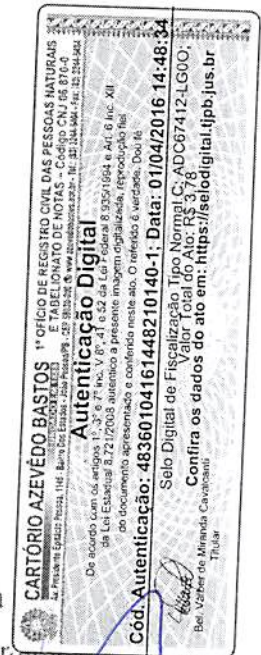 CARTÓRIO AZEVÊDO BASTOS
1º OFÍCIO DE REGISTRO CIVIL DAS PESSOAS NATURAIS
E TABELIONATO DE NOTAS - Código CNJ 06.870-0
Autenticação Digital
De acordo com os artigos 1º, 3º e 7º inc. V 8º, 41 e 52 da Lei Federal 8.935/1994 e Art. 6 Inc. XII
da Lei Estadual 8.721/2008 autentico a presente imagem digitalizada, reprodução fiel
do documento apresentado e conferido neste ato. O referido é verdade. Dou fé
Cód. Autenticação: 48360104161448210140-1; Data: 01/04/2016 14:48:34
Selo Digital de Fiscalização Tipo Normal C: ADC67412-LG0O;
Valor Total do Ato: R$ 3,78
Confira os dados do ato em: https://selodigital.tjpb.jus.br
Bel. Válber de Miranda Cavalcanti
Titular